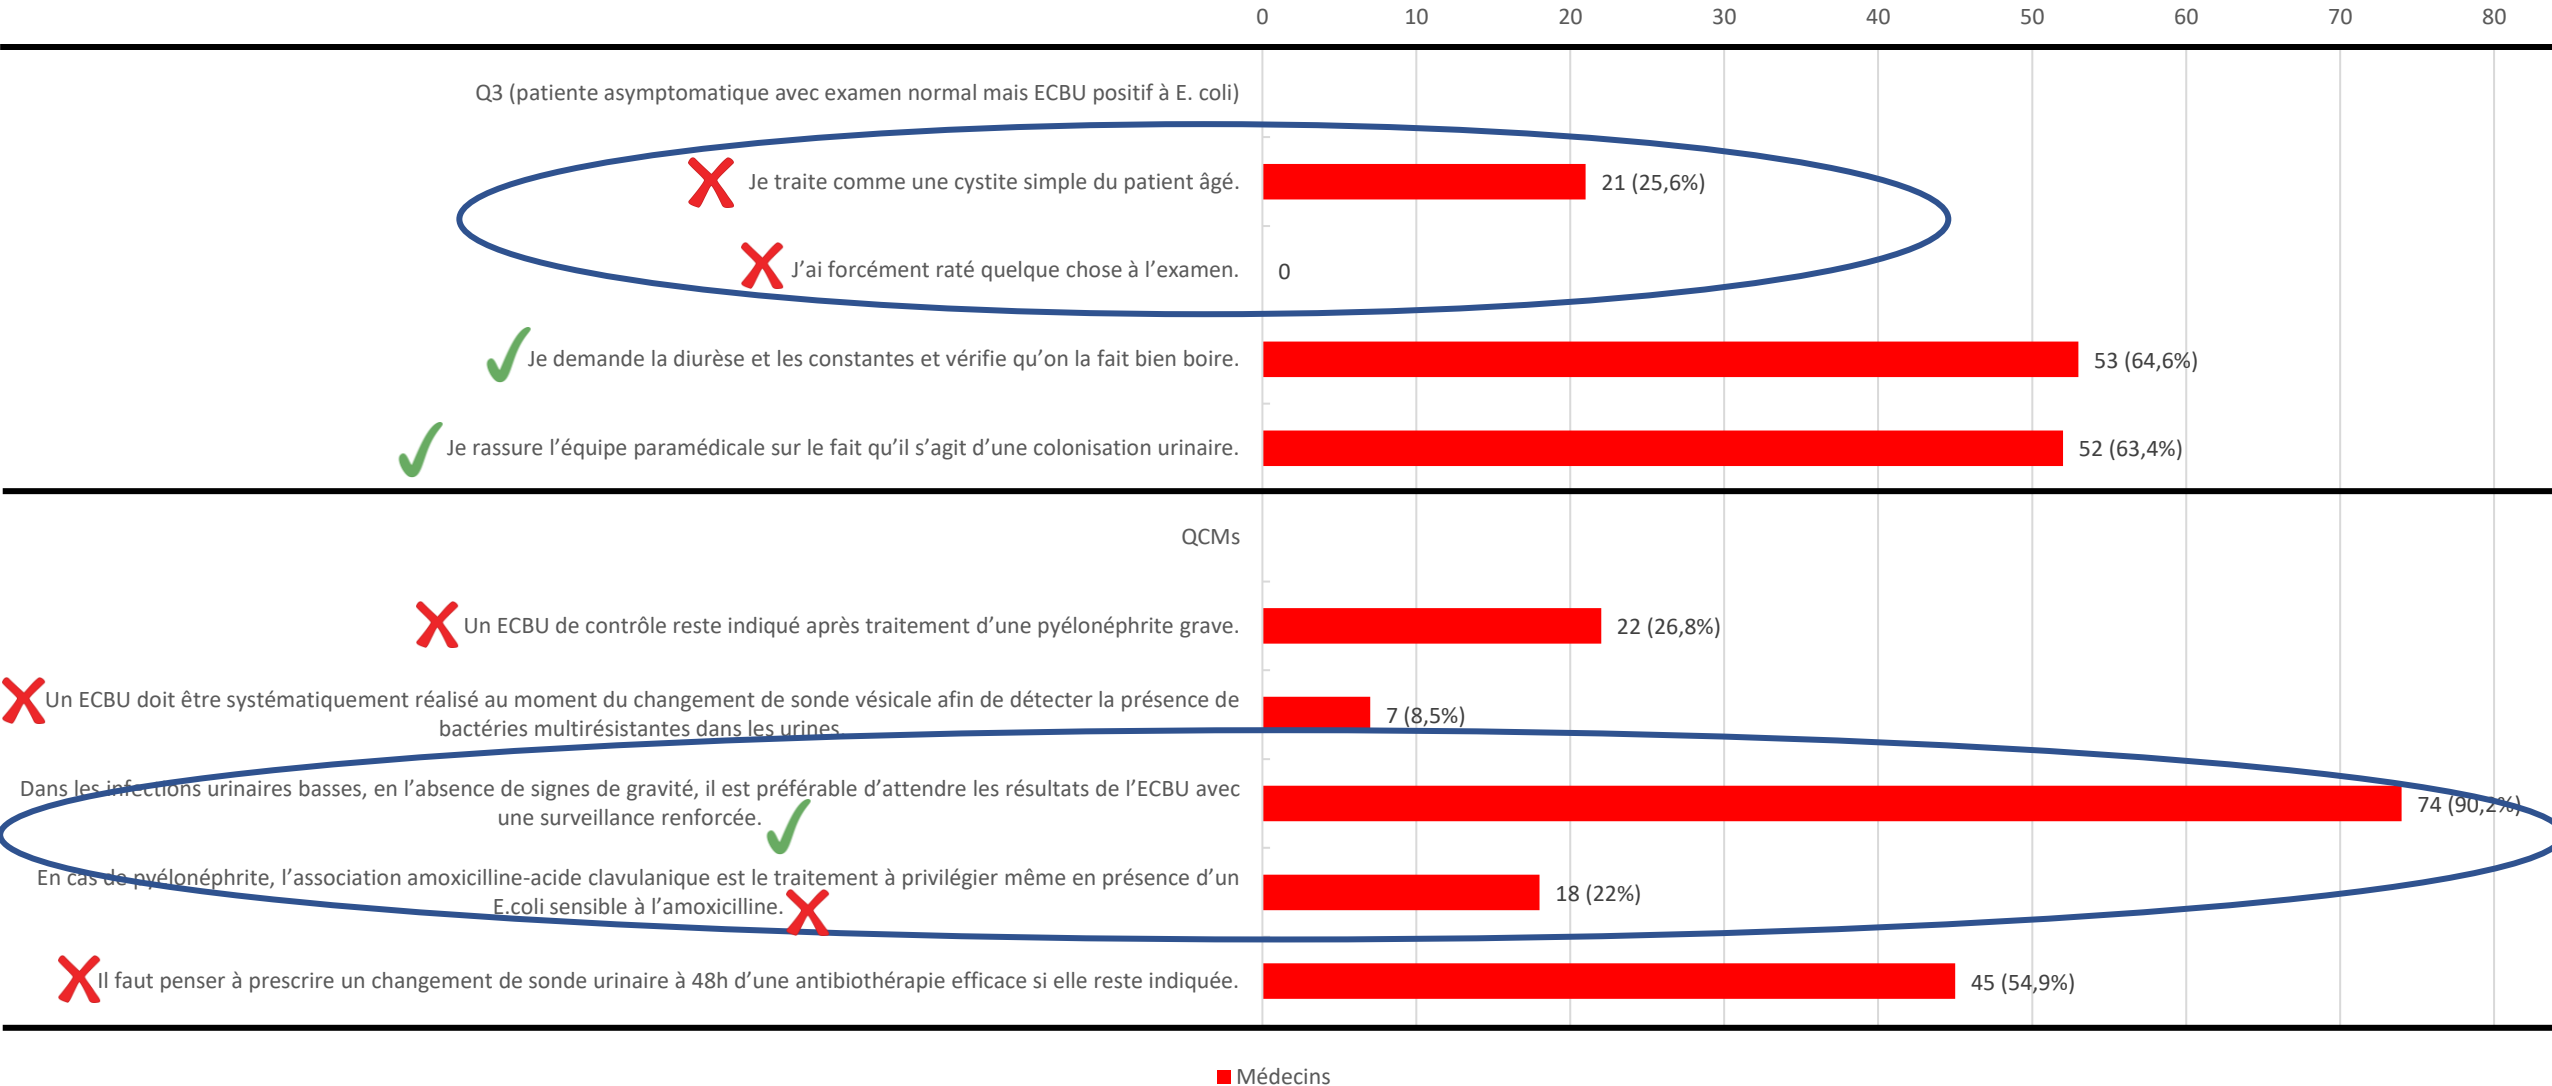 0 10 20 30 40 50 60 70 80
Q3 (patiente asymptomatique avec examen normal mais ECBU positif à E. coli)
Je traite comme une cystite simple du patient âgé.
21 (25,6%)
J’ai forcément raté quelque chose à l’examen.
0
Je demande la diurèse et les constantes et vérifie qu’on la fait bien boire.
53 (64,6%)
Je rassure l’équipe paramédicale sur le fait qu’il s’agit d’une colonisation urinaire.
52 (63,4%)
QCMs
Un ECBU de contrôle reste indiqué après traitement d’une pyélonéphrite grave.
22 (26,8%)
Un ECBU doit être systématiquement réalisé au moment du changement de sonde vésicale afin de détecter la présence de
bactéries multirésistantes dans les urines.
7 (8,5%)
Dans les infections urinaires basses, en l’absence de signes de gravité, il est préférable d’attendre les résultats de l’ECBU avec
une surveillance renforcée.
74 (90,2%)
En cas de pyélonéphrite, l’association amoxicilline-acide clavulanique est le traitement à privilégier même en présence d’un
E.coli sensible à l’amoxicilline.
18 (22%)
Il faut penser à prescrire un changement de sonde urinaire à 48h d’une antibiothérapie efficace si elle reste indiquée.
45 (54,9%)
Médecins